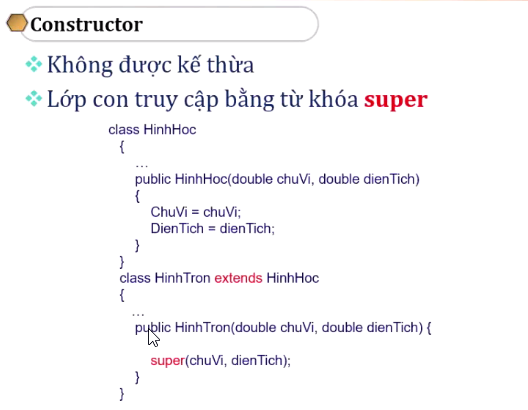 Constructor
Không được kế thừa
Lớp con truy cập bằng từ khóa super
class HinhHoc
{
...
public HinhHoc(double chuVi, double dienTich)
{
ChuVi = chuVi;
DienTich = dienTich;
}
}
class HinhTron extends HinhHoc
{
...
public HinhTron(double chuVi, double dienTich) {
super(chuVi, dienTich);
}
}